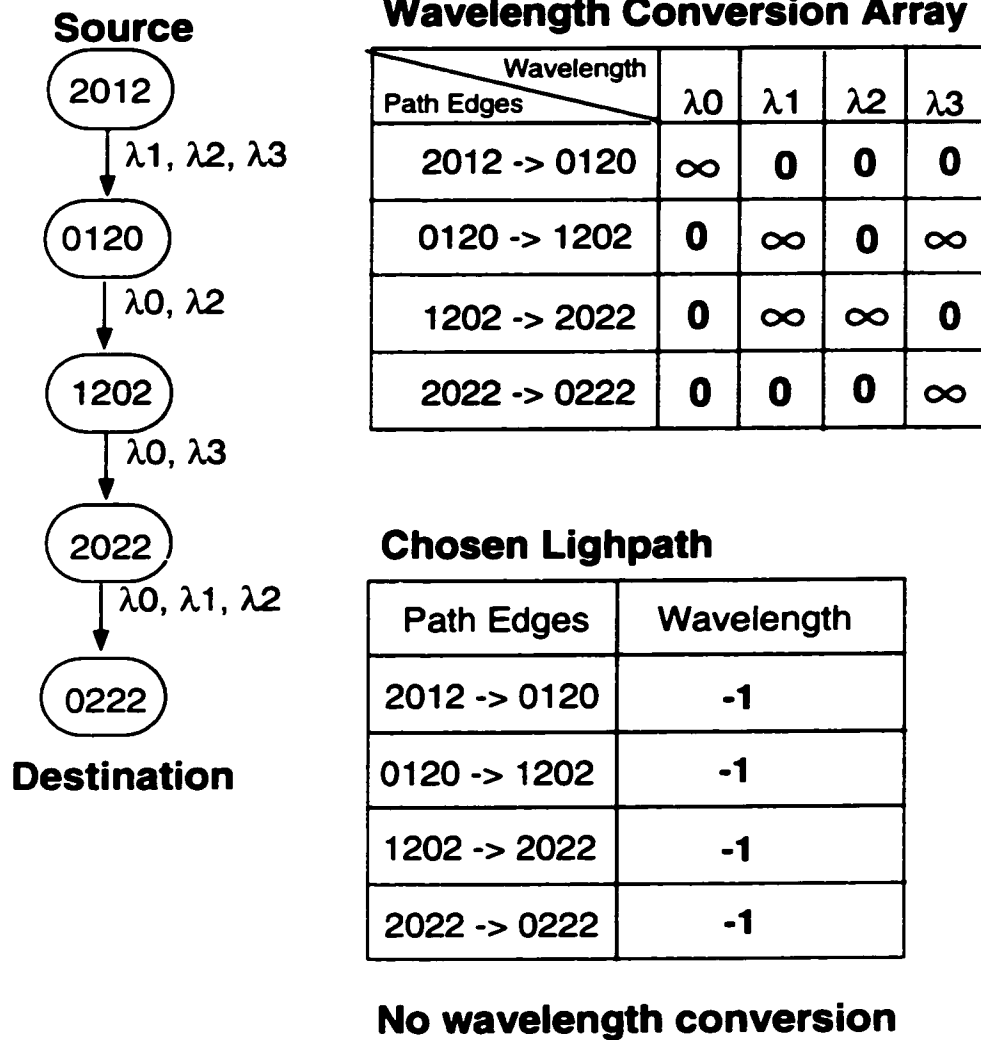 Source
2012
λ1, λ2, λ3
0120
λ0, λ2
1202
λ0, λ3
2022
λ0, λ1, λ2
0222
Destination
Wavelength Conversion Array
Wavelength
Path Edges λ0 λ1 λ2 λ3
2012 -> 0120 ∞ 0 0 0
0120 -> 1202 0 ∞ 0 ∞
1202 -> 2022 0 ∞ ∞ 0
2022 -> 0222 0 0 0 ∞
Chosen Lighpath
Path Edges Wavelength
2012 -> 0120 -1
0120 -> 1202 -1
1202 -> 2022 -1
2022 -> 0222 -1
No wavelength conversion